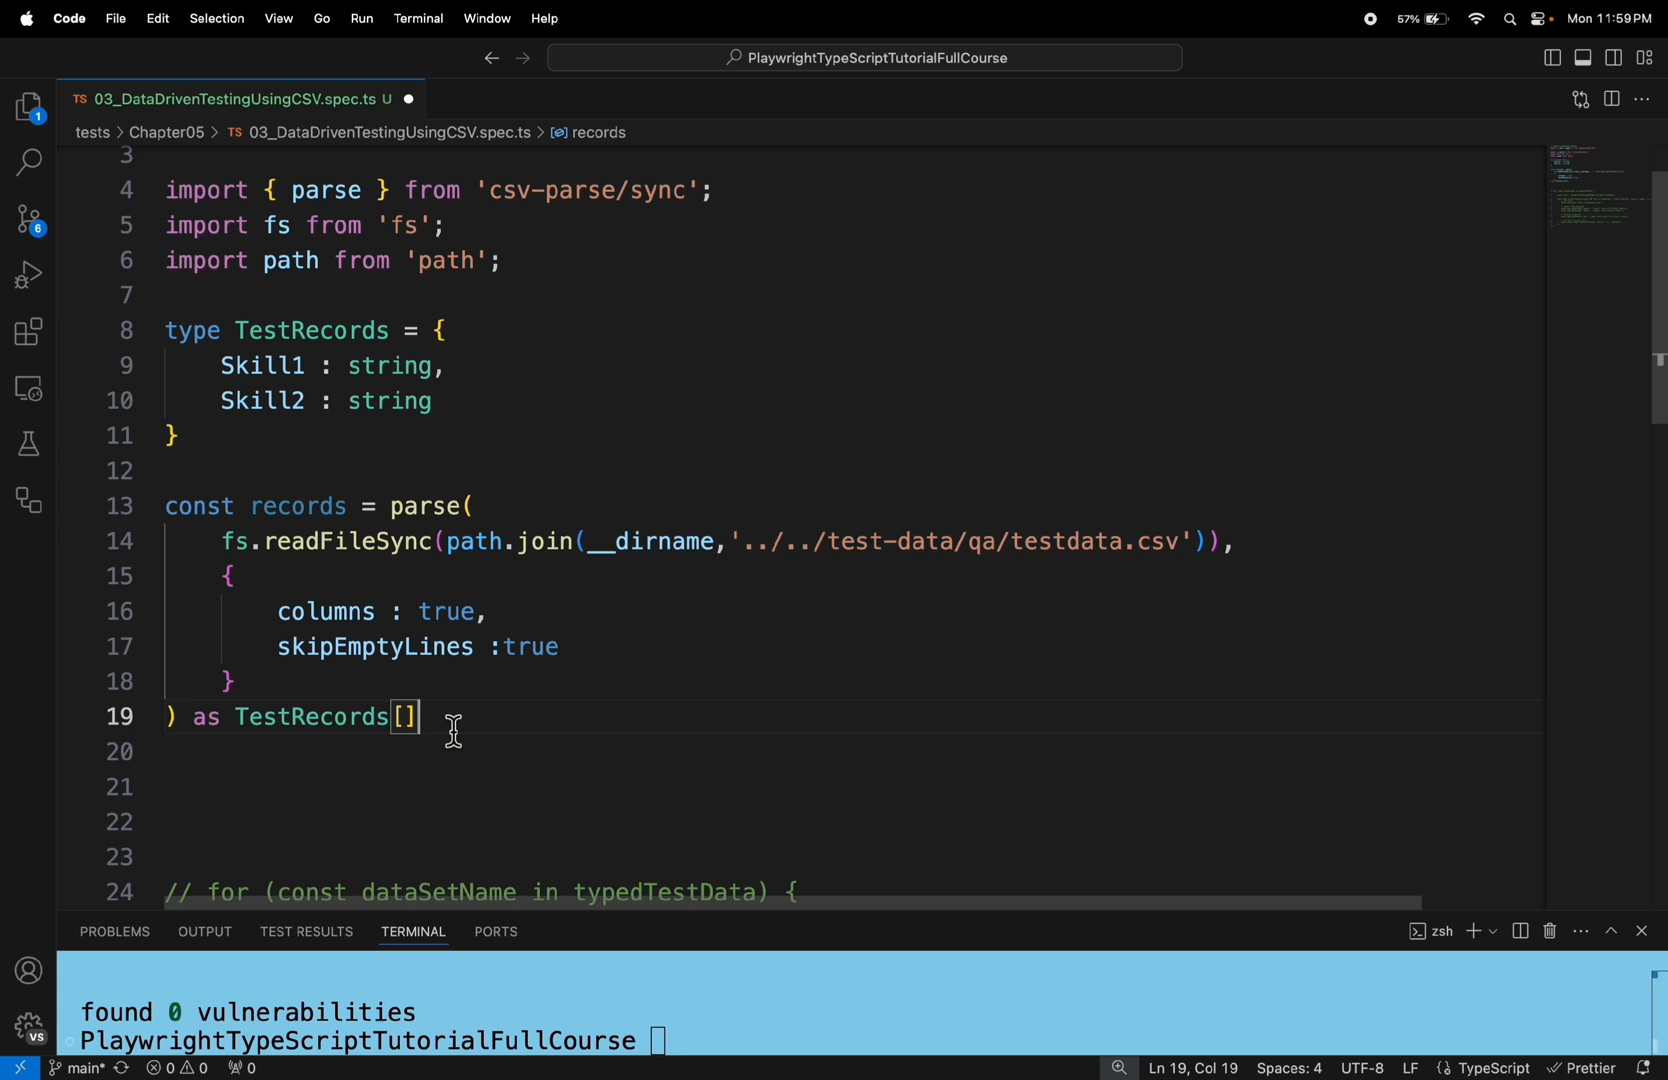 Code File Edit Selection View Go Run Terminal Window Help 57% Mon 11:59 PM
PlaywrightTypeScriptTutorialFullCourse
TS 03_DataDrivenTestingUsingCSV.spec.ts U
tests > Chapter05 > TS 03_DataDrivenTestingUsingCSV.spec.ts > records
3
4 import { parse } from 'csv-parse/sync';
5 import fs from 'fs';
6 import path from 'path';
7
8 type TestRecords = {
9 Skill1 : string,
10 Skill2 : string
11 }
12
13 const records = parse(
14 fs.readFileSync(path.join(__dirname,'../../test-data/qa/testdata.csv')),
15 {
16 columns : true,
17 skipEmptyLines :true
18 }
19 ) as TestRecords[]
20
21
22
23
24 // for (const dataSetName in typedTestData) {
1
6
VS
PROBLEMS OUTPUT TEST RESULTS TERMINAL PORTS zsh
found 0 vulnerabilities
PlaywrightTypeScriptTutorialFullCourse
main* 0 0 0 Ln 19, Col 19 Spaces: 4 UTF-8 LF TypeScript Prettier